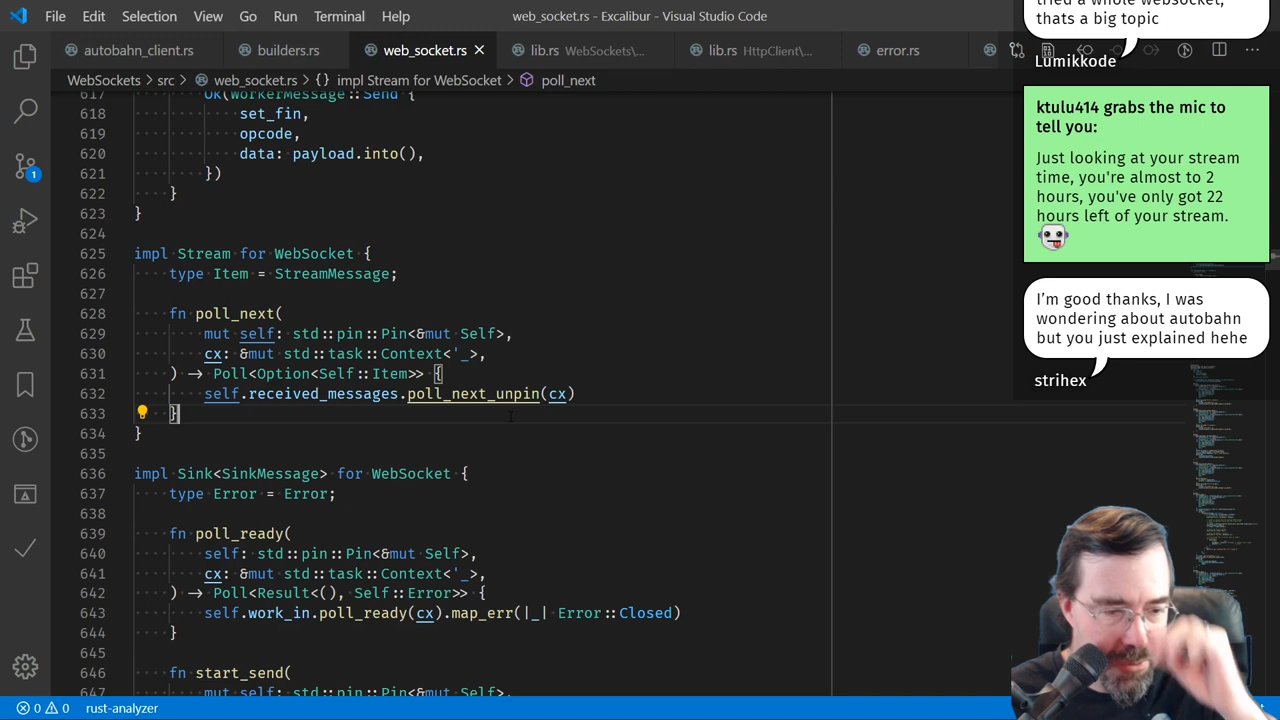 File Edit Selection View Go Run Terminal Help web_socket.rs - Excalibur - Visual Studio Code
autobahn_client.rs builders.rs web_socket.rs lib.rs WebSockets\... lib.rs HttpClient\... error.rs
WebSockets › src › web_socket.rs › {} impl Stream for WebSocket › poll_next
617 Ok(WorkerMessage::Send {
618 set_fin,
619 opcode,
620 data: payload.into(),
621 })
622 }
623 }
624
625 impl Stream for WebSocket {
626 type Item = StreamMessage;
627
628 fn poll_next(
629 mut self: std::pin::Pin<&mut Self>,
630 cx: &mut std::task::Context<'_>,
631 ) -> Poll<Option<Self::Item>> {
632 self.received_messages.poll_next_unpin(cx)
633 }
634 }
635
636 impl Sink<SinkMessage> for WebSocket {
637 type Error = Error;
638
639 fn poll_ready(
640 self: std::pin::Pin<&mut Self>,
641 cx: &mut std::task::Context<'_>,
642 ) -> Poll<Result<(), Self::Error>> {
643 self.work_in.poll_ready(cx).map_err(|_| Error::Closed)
644 }
645
646 fn start_send(
647 mut self: std::pin::Pin<&mut Self>,
1
0 0 rust-analyzer
tried a whole websocket,
thats a big topic
Lumikkode
ktulu414 grabs the mic to
tell you:
Just looking at your stream
time, you're almost to 2
hours, you've only got 22
hours left of your stream.
I'm good thanks, I was
wondering about autobahn
but you just explained hehe
strihex